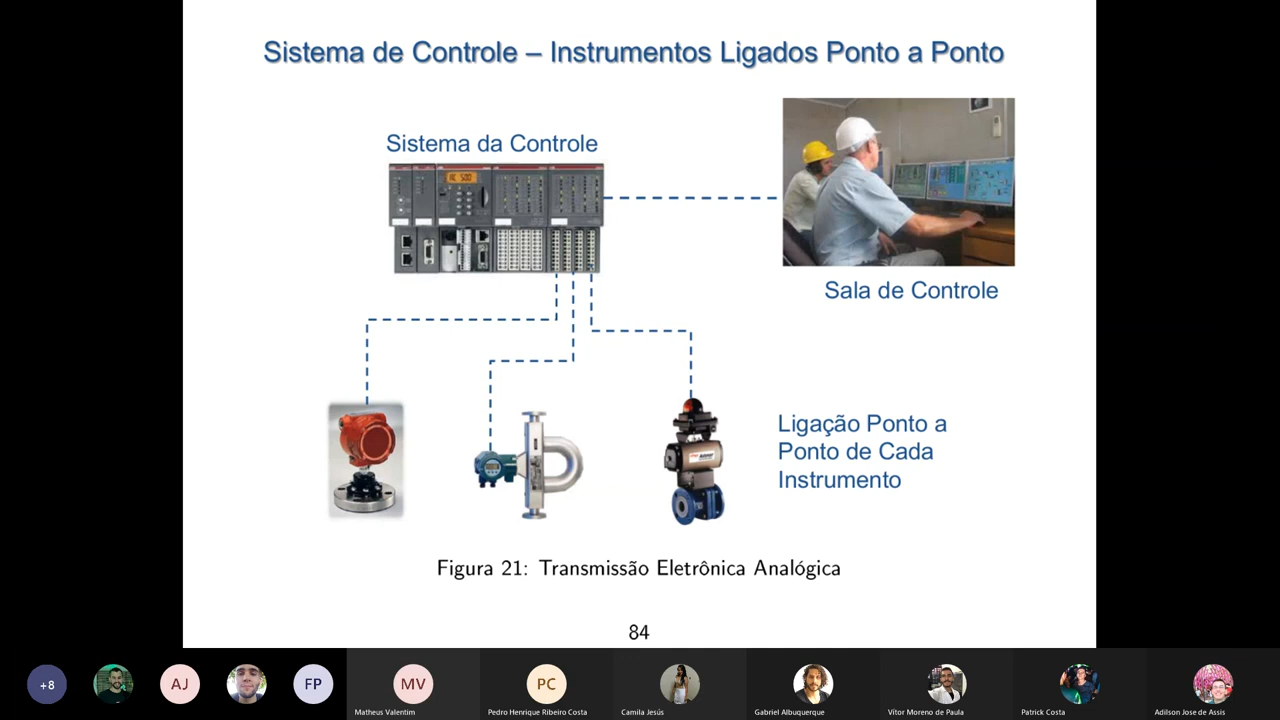 Sistema de Controle – Instrumentos Ligados Ponto a Ponto
Sistema da Controle
Sala de Controle
Ligação Ponto a
Ponto de Cada
Instrumento
Figura 21: Transmissão Eletrônica Analógica
84
+8
AJ
FP
MV
PC
Matheus Valentim
Pedro Henrique Ribeiro Costa
Camila Jesús
Gabriel Albuquerque
Vítor Moreno de Paula
Patrick Costa
Adilson Jose de Assis